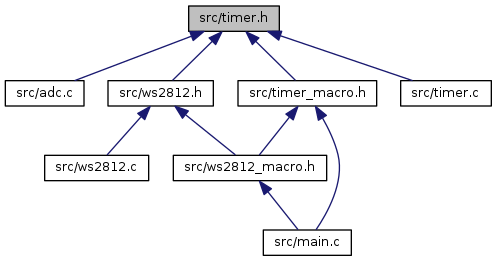 src/timer.h
src/adc.c
src/ws2812.h
src/timer_macro.h
src/timer.c
src/ws2812.c
src/ws2812_macro.h
src/main.c